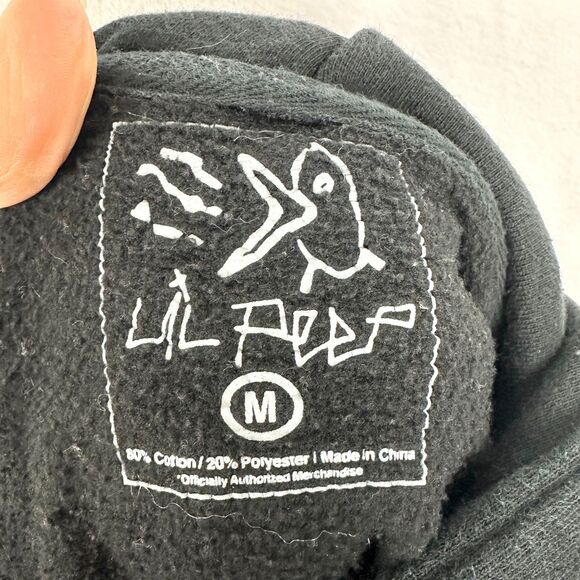 LiL PEEP
M
80% Cotton / 20% Polyester | Made in China
*Officially Authorized Merchandise